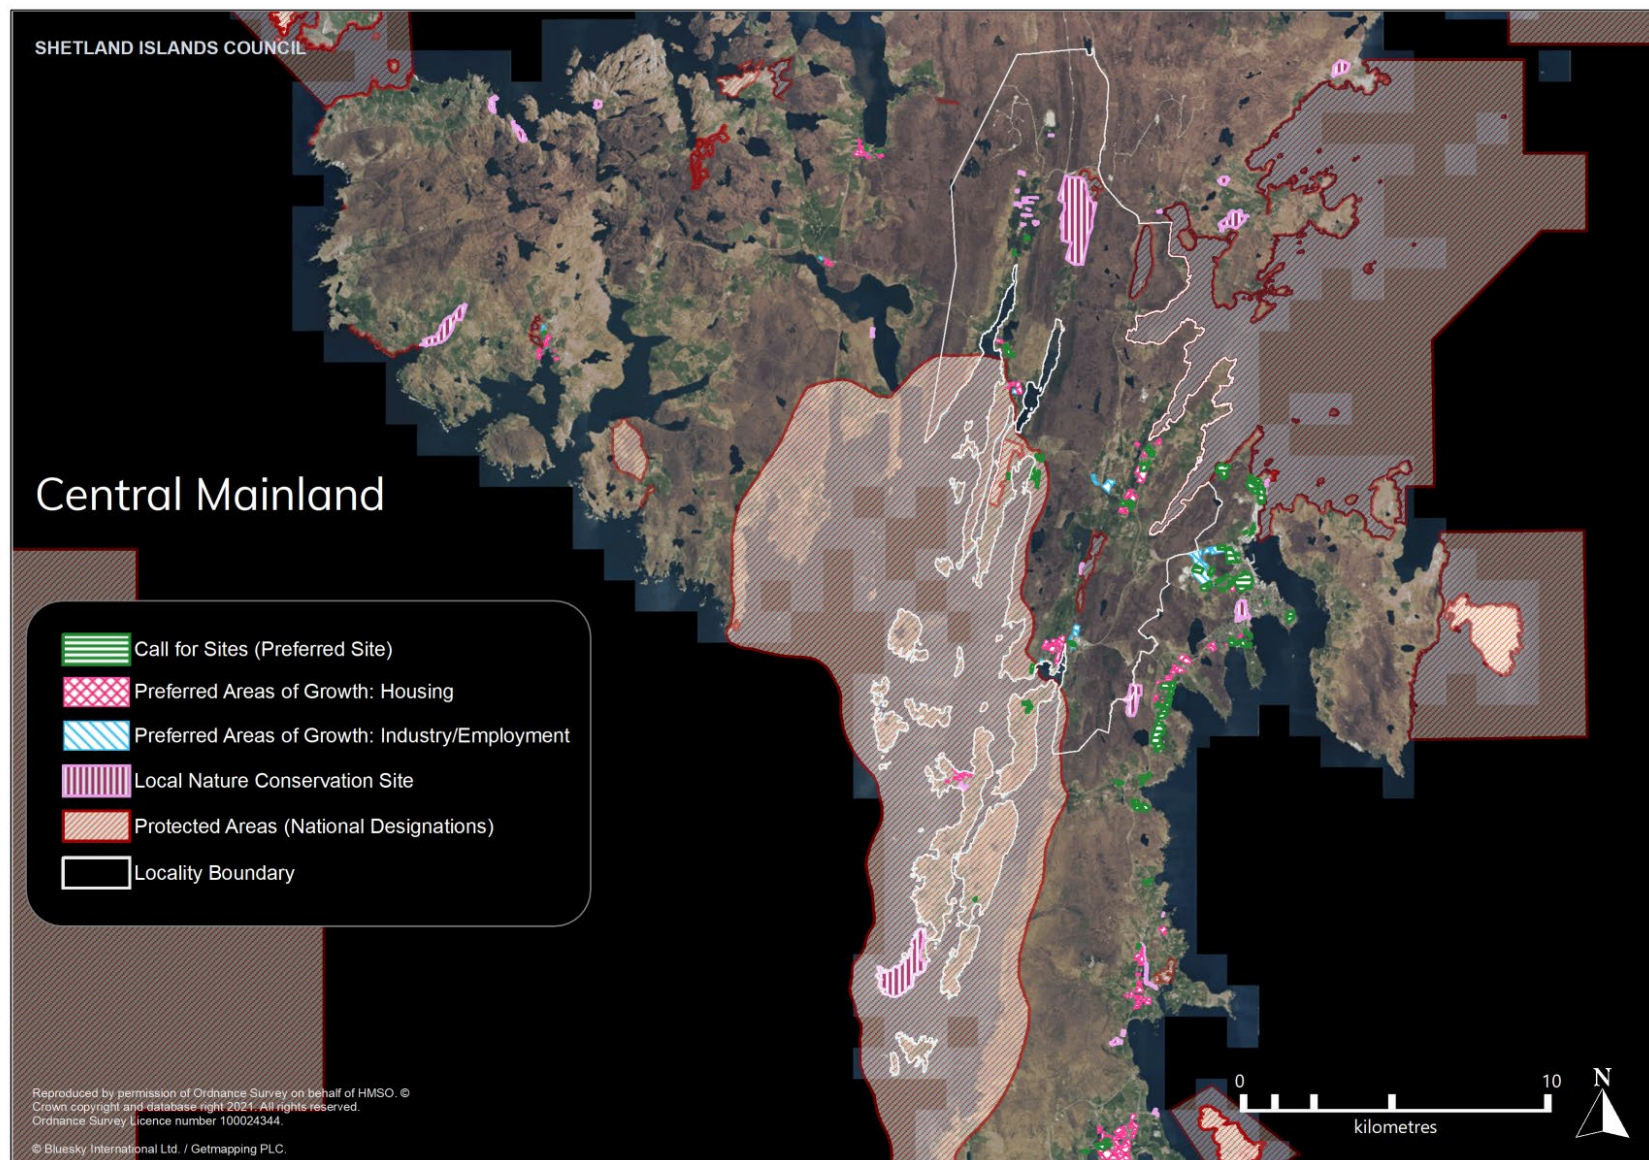 SHETLAND ISLANDS COUNCIL
Central Mainland
Call for Sites (Preferred Site)
Preferred Areas of Growth: Housing
Preferred Areas of Growth: Industry/Employment
Local Nature Conservation Site
Protected Areas (National Designations)
Locality Boundary
Reproduced by permission of Ordnance Survey on behalf of HMSO. ©
Crown copyright and database right 2021. All rights reserved.
Ordnance Survey Licence number 100024344.
© Bluesky International Ltd. / Getmapping PLC.
0 10
kilometres
N